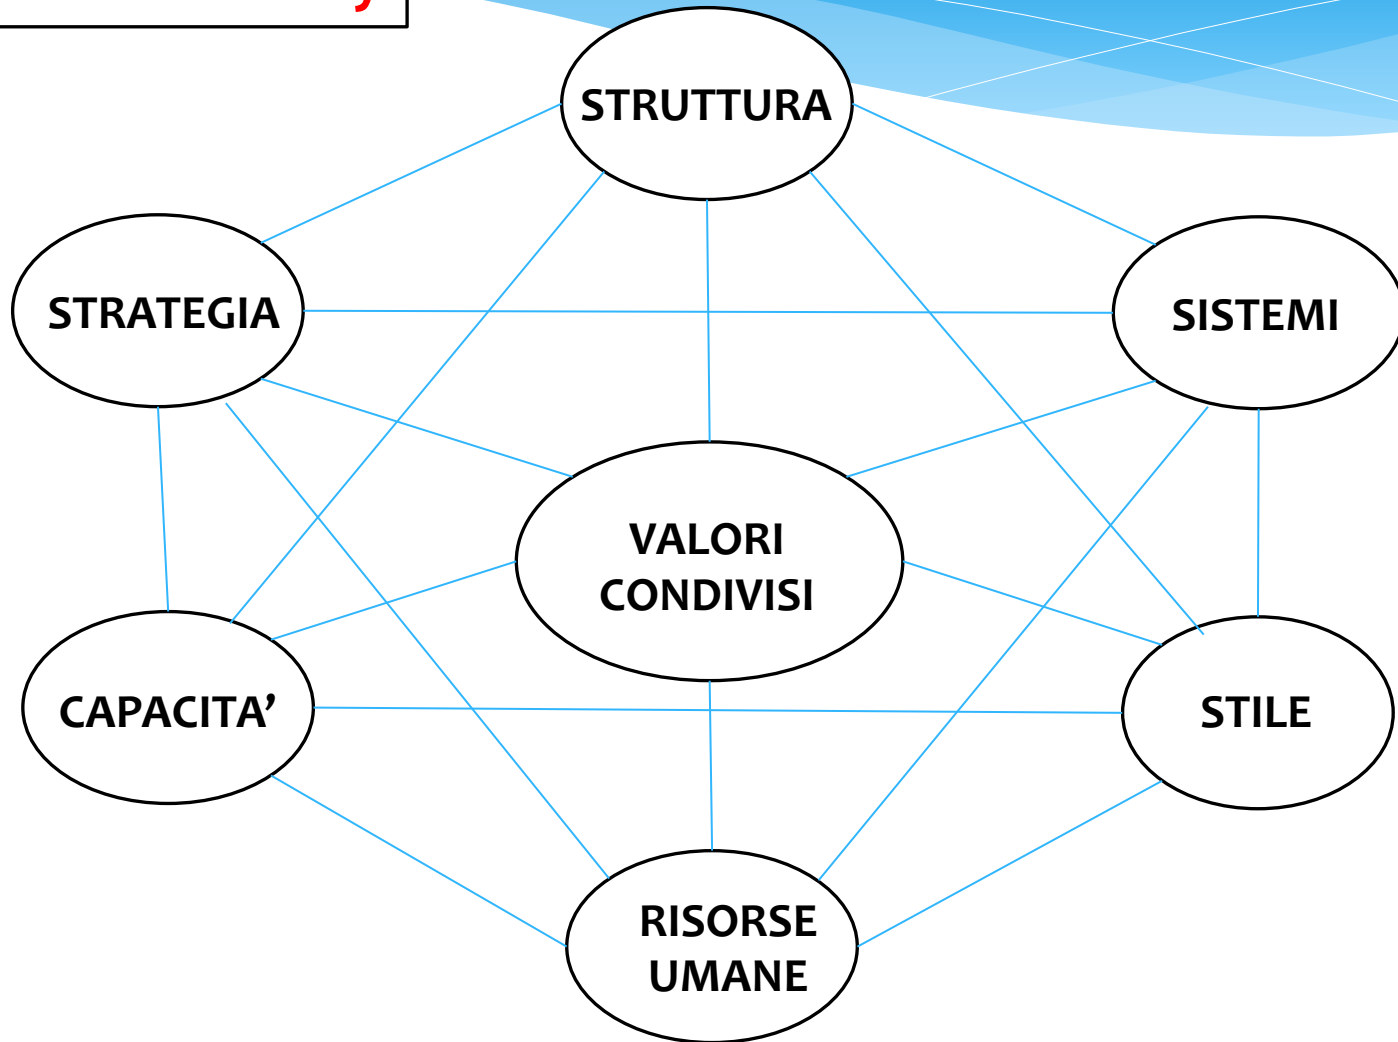 STRUTTURA
STRATEGIA
SISTEMI
VALORI
CONDIVISI
CAPACITA’
STILE
RISORSE
UMANE